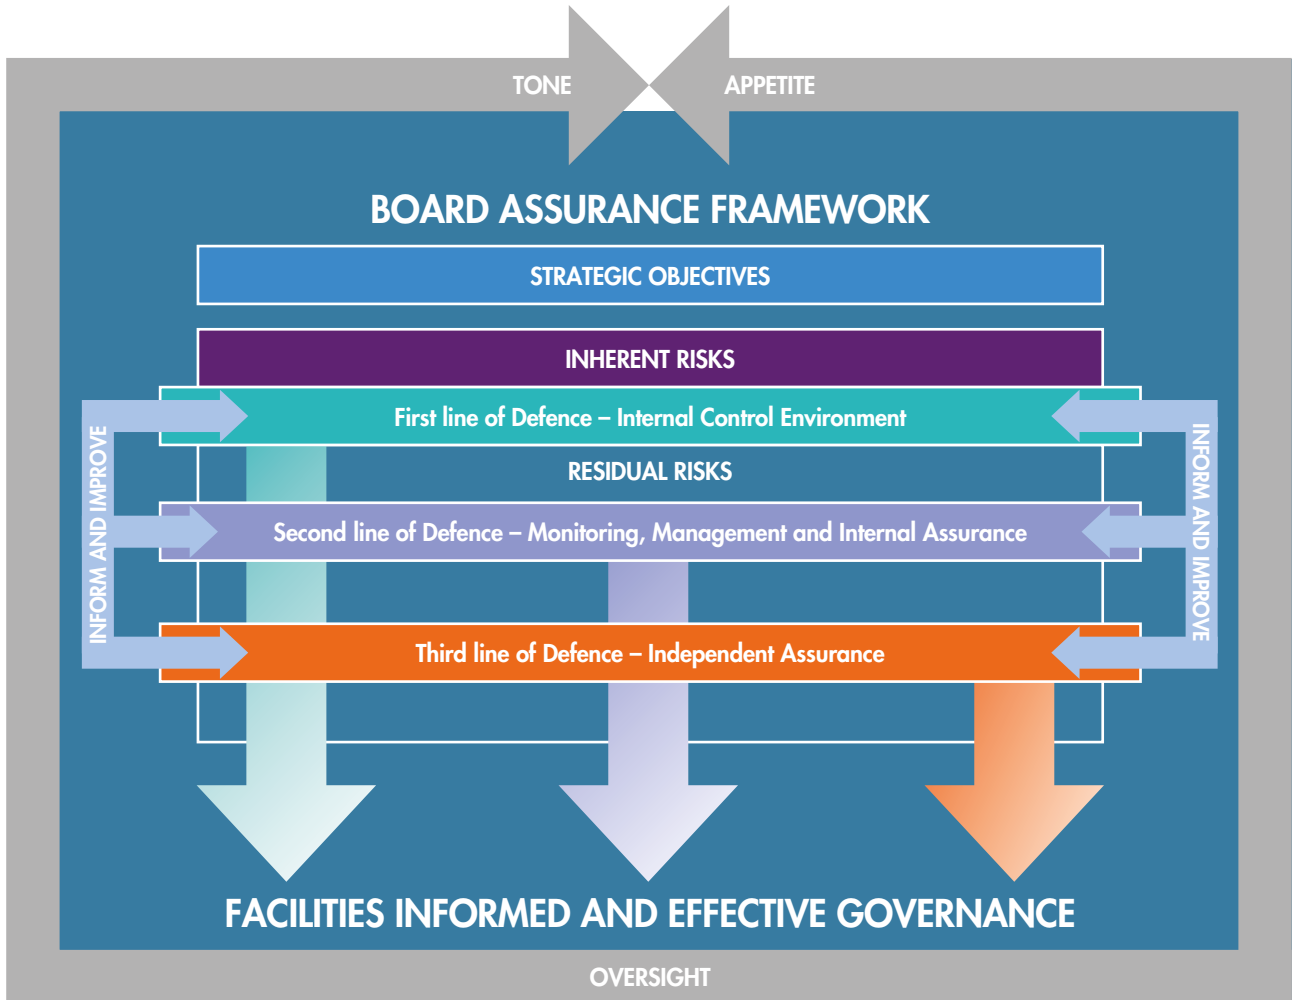 TONE
APPETITE
BOARD ASSURANCE FRAMEWORK
STRATEGIC OBJECTIVES
INHERENT RISKS
First line of Defence – Internal Control Environment
RESIDUAL RISKS
Second line of Defence – Monitoring, Management and Internal Assurance
Third line of Defence – Independent Assurance
INFORM AND IMPROVE
INFORM AND IMPROVE
FACILITIES INFORMED AND EFFECTIVE GOVERNANCE
OVERSIGHT